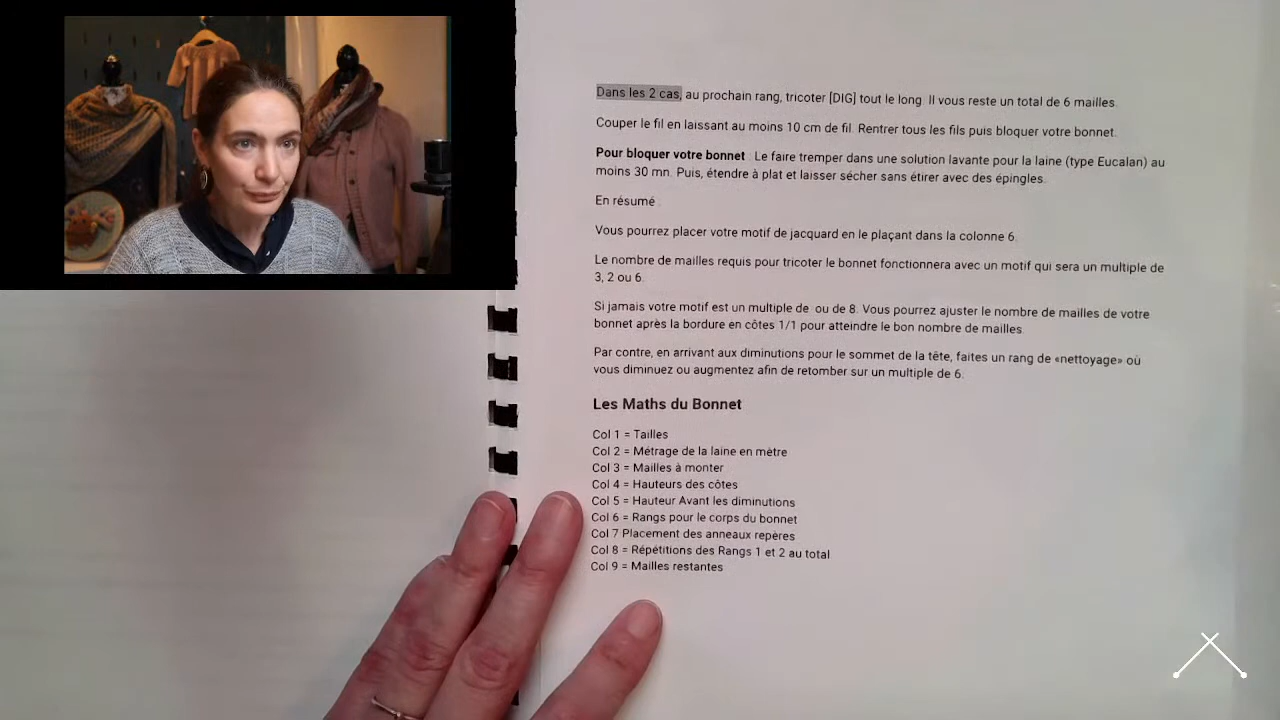 Dans les 2 cas, au prochain rang, tricoter [DIG] tout le long. Il vous reste un total de 6 mailles.
Couper le fil en laissant au moins 10 cm de fil. Rentrer tous les fils puis bloquer votre bonnet.
Pour bloquer votre bonnet : Le faire tremper dans une solution lavante pour la laine (type Eucalan) au
moins 30 mn. Puis, étendre à plat et laisser sécher sans étirer avec des épingles.
En résumé :
Vous pourrez placer votre motif de jacquard en le plaçant dans la colonne 6.
Le nombre de mailles requis pour tricoter le bonnet fonctionnera avec un motif qui sera un multiple de
3, 2 ou 6.
Si jamais votre motif est un multiple de ou de 8. Vous pourrez ajuster le nombre de mailles de votre
bonnet après la bordure en côtes 1/1 pour atteindre le bon nombre de mailles.
Par contre, en arrivant aux diminutions pour le sommet de la tête, faites un rang de «nettoyage» où
vous diminuez ou augmentez afin de retomber sur un multiple de 6.
Les Maths du Bonnet
Col 1 = Tailles
Col 2 = Métrage de la laine en mètre
Col 3 = Mailles à monter
Col 4 = Hauteurs des côtes
Col 5 = Hauteur Avant les diminutions
Col 6 = Rangs pour le corps du bonnet
Col 7 Placement des anneaux repères
Col 8 = Répétitions des Rangs 1 et 2 au total
Col 9 = Mailles restantes